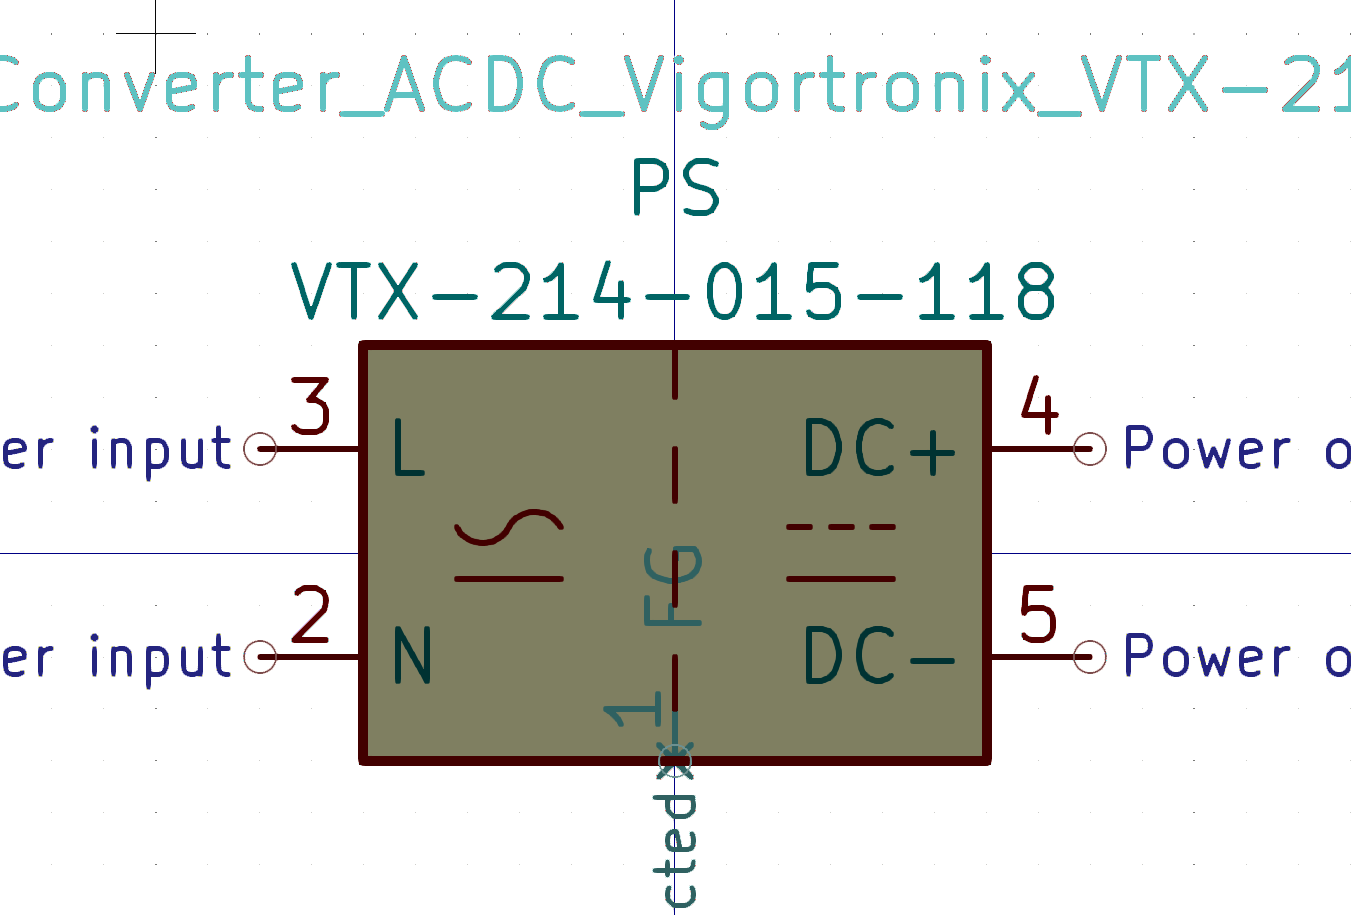 Converter_ACDC_Vigortronix_VTX-21
PS
VTX-214-015-118
3
4
er input
L
DC+
Power o
FG
2
5
er input
N
DC-
Power o
1
cted